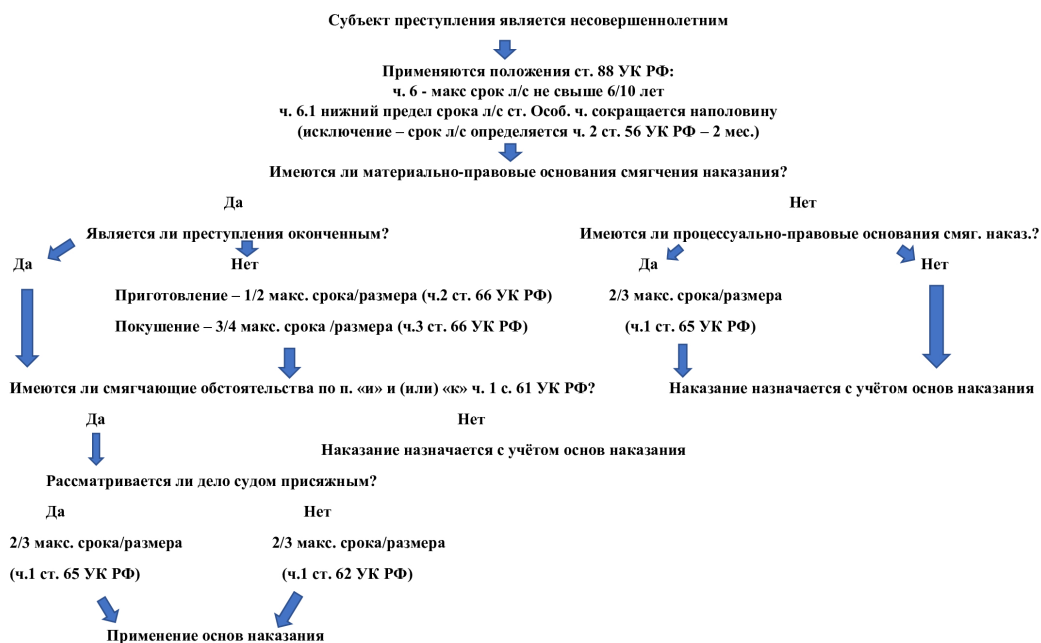 Субъект преступления является несовершеннолетним
Применяются положения ст. 88 УК РФ:
ч. 6 - макс срок л/с не свыше 6/10 лет
ч. 6.1 нижний предел срока л/с ст. Особ. ч. сокращается наполовину
(исключение – срок л/с определяется ч. 2 ст. 56 УК РФ – 2 мес.)
Имеются ли материально-правовые основания смягчения наказания?
Да Нет
Является ли преступления оконченным? Имеются ли процессуально-правовые основания смяг. наказ.?
Да Нет Да Нет
Приготовление – 1/2 макс. срока/размера (ч.2 ст. 66 УК РФ) 2/3 макс. срока/размера
Покушение – 3/4 макс. срока /размера (ч.3 ст. 66 УК РФ) (ч.1 ст. 65 УК РФ)
Имеются ли смягчающие обстоятельства по п. «и» и (или) «к» ч. 1 с. 61 УК РФ? Наказание назначается с учётом основ наказания
Да Нет
Наказание назначается с учётом основ наказания
Рассматривается ли дело судом присяжным?
Да Нет
2/3 макс. срока/размера 2/3 макс. срока/размера
(ч.1 ст. 65 УК РФ) (ч.1 ст. 62 УК РФ)
Применение основ наказания